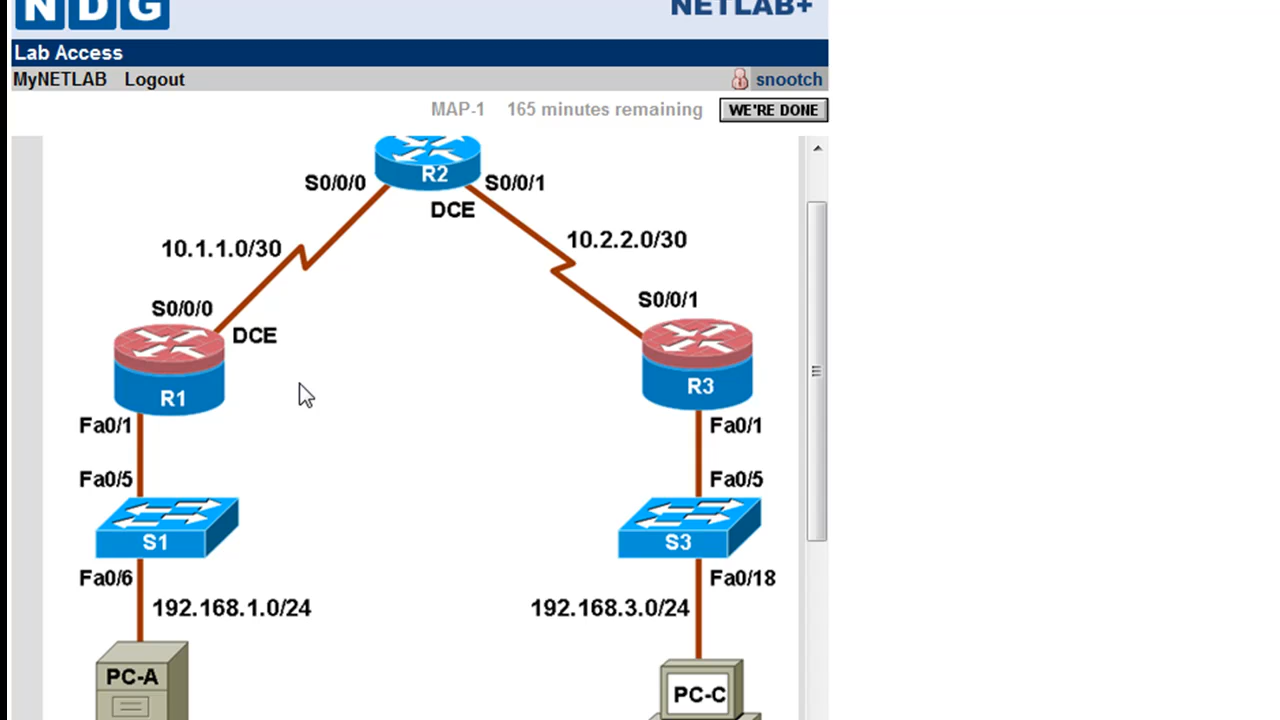 NDG
NETLAB+
Lab Access
MyNETLAB Logout snootch
MAP-1 165 minutes remaining WE'RE DONE
R2
S0/0/0 S0/0/1
DCE
10.1.1.0/30 10.2.2.0/30
S0/0/0 S0/0/1
DCE
R1 R3
Fa0/1 Fa0/1
Fa0/5 Fa0/5
S1 S3
Fa0/6 Fa0/18
192.168.1.0/24 192.168.3.0/24
PC-A PC-C